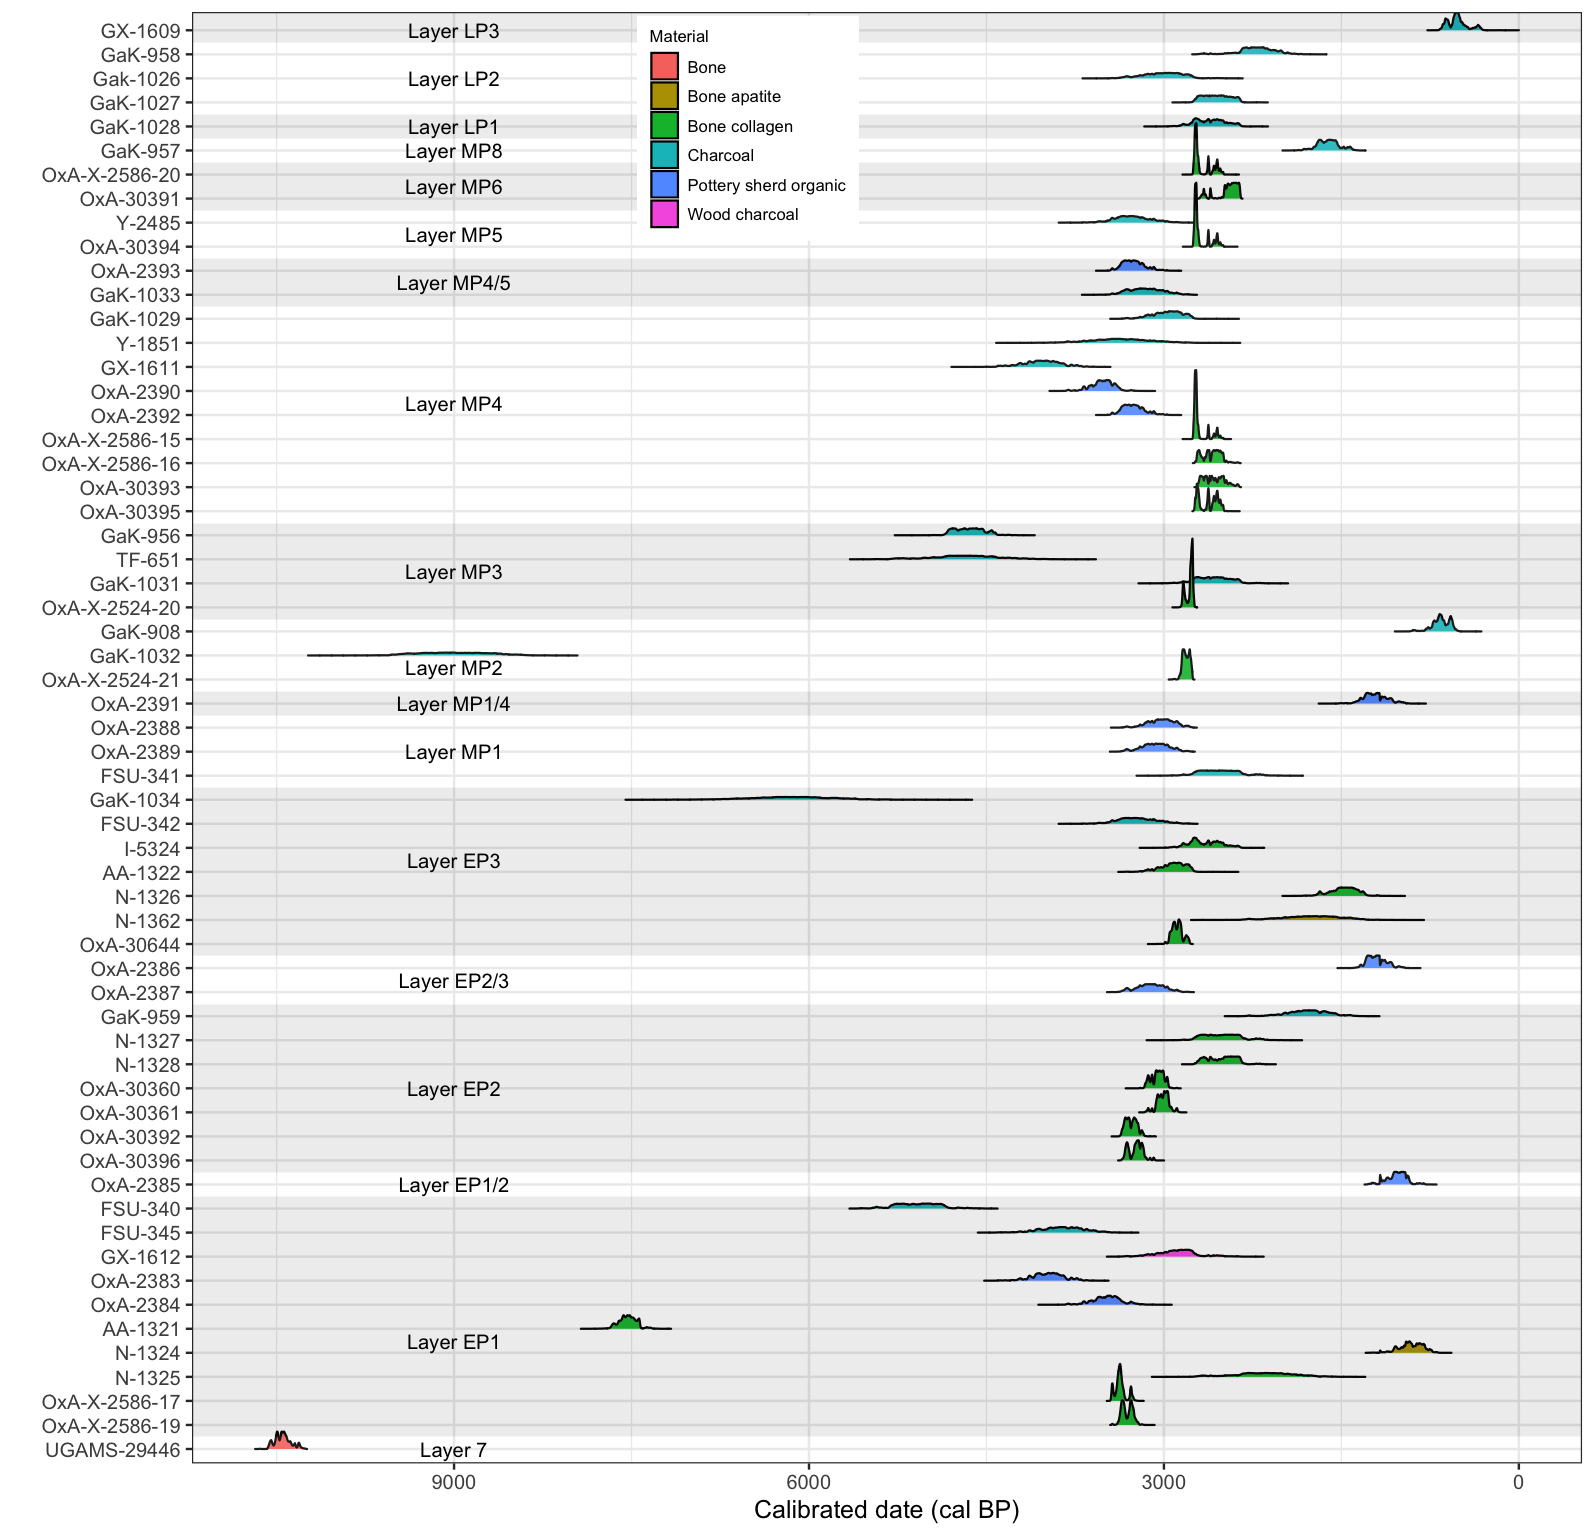 GX-1609
Layer LP3
GaK-958
Gak-1026
Layer LP2
GaK-1027
GaK-1028
Layer LP1
GaK-957
Layer MP8
OxA-X-2586-20
Layer MP6
OxA-30391
Y-2485
Layer MP5
OxA-30394
OxA-2393
Layer MP4/5
GaK-1033
GaK-1029
Y-1851
GX-1611
OxA-2390
Layer MP4
OxA-2392
OxA-X-2586-15
OxA-X-2586-16
OxA-30393
OxA-30395
GaK-956
TF-651
Layer MP3
GaK-1031
OxA-X-2524-20
GaK-908
GaK-1032
Layer MP2
OxA-X-2524-21
OxA-2391
Layer MP1/4
OxA-2388
OxA-2389
Layer MP1
FSU-341
GaK-1034
FSU-342
I-5324
Layer EP3
AA-1322
N-1326
N-1362
OxA-30644
OxA-2386
Layer EP2/3
OxA-2387
GaK-959
N-1327
N-1328
OxA-30360
Layer EP2
OxA-30361
OxA-30392
OxA-30396
OxA-2385
Layer EP1/2
FSU-340
FSU-345
GX-1612
OxA-2383
OxA-2384
AA-1321
Layer EP1
N-1324
N-1325
OxA-X-2586-17
OxA-X-2586-19
UGAMS-29446
Layer 7
Material
Bone
Bone apatite
Bone collagen
Charcoal
Pottery sherd organic
Wood charcoal
9000 6000 3000 0
Calibrated date (cal BP)